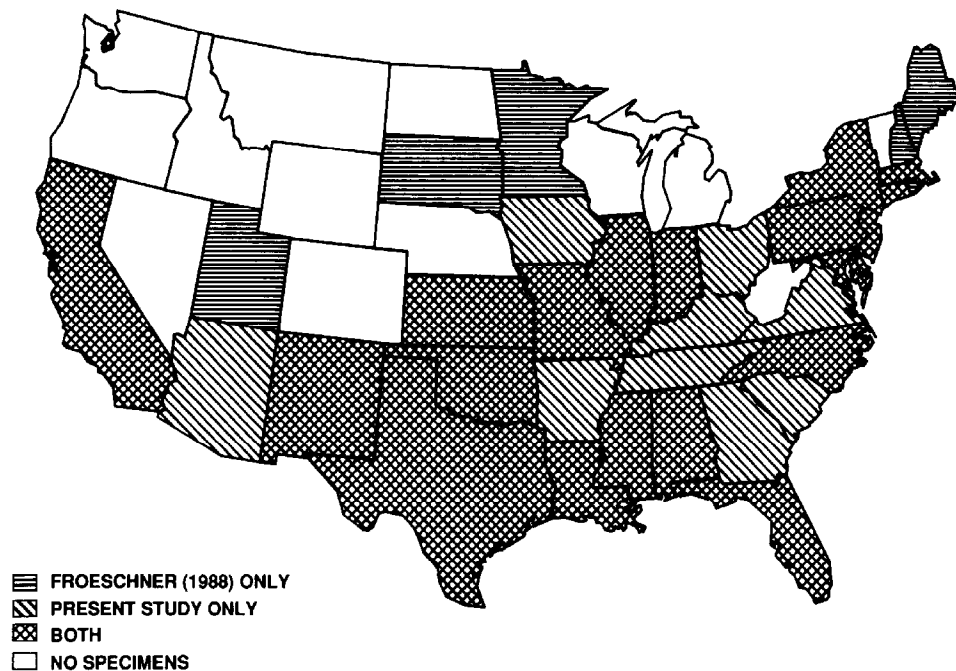 FROESCHNER (1988) ONLY
PRESENT STUDY ONLY
BOTH
NO SPECIMENS